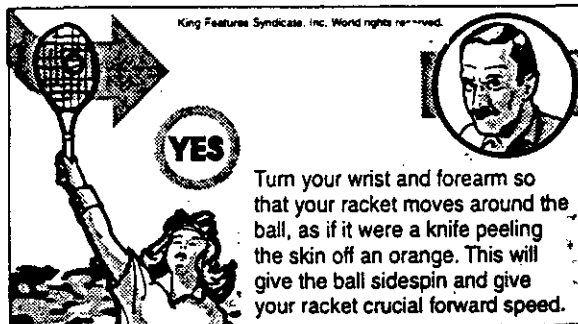 King Features Syndicate, Inc. World rights reserved.
YES
Turn your wrist and forearm so
that your racket moves around the
ball, as if it were a knife peeling
the skin off an orange. This will
give the ball sidespin and give
your racket crucial forward speed.